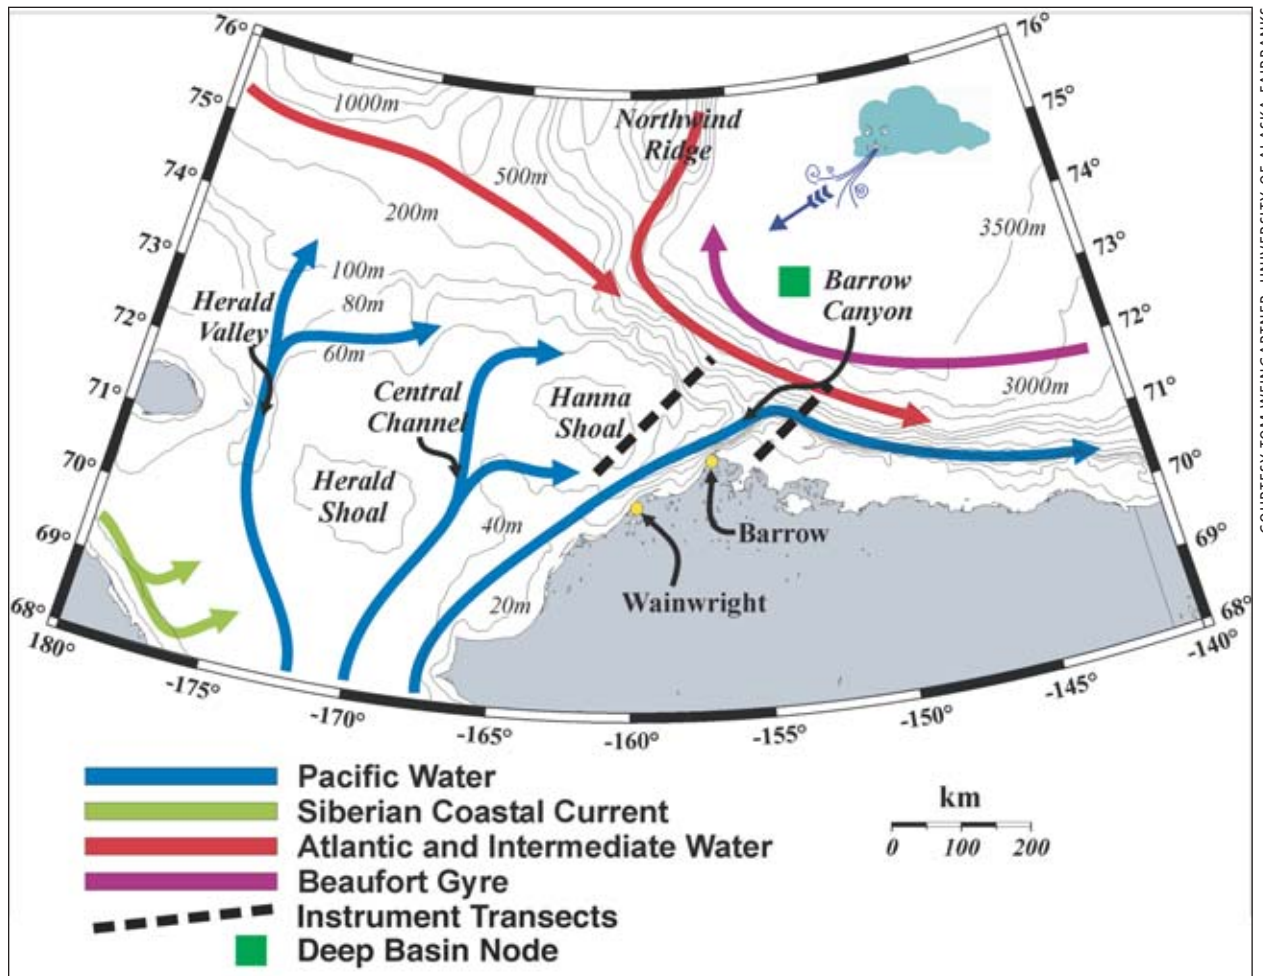 76°
75°
74°
73°
72°
71°
70°
69°
68°
180°
-175°
-170°
-165°
-160°
-155°
-150°
-145°
-140°
76°
75°
74°
73°
72°
71°
70°
69°
68°
1000m
500m
200m
100m
80m
60m
40m
20m
3500m
3000m
Northwind
Ridge
Herald
Valley
Central
Channel
Hanna
Shoal
Herald
Shoal
Barrow
Canyon
Barrow
Wainwright
Pacific Water
Siberian Coastal Current
Atlantic and Intermediate Water
Beaufort Gyre
Instrument Transects
Deep Basin Node
km
0 100 200
COURTESY TOM WEINGARTNER, UNIVERSITY OF ALASKA FAIRBANKS